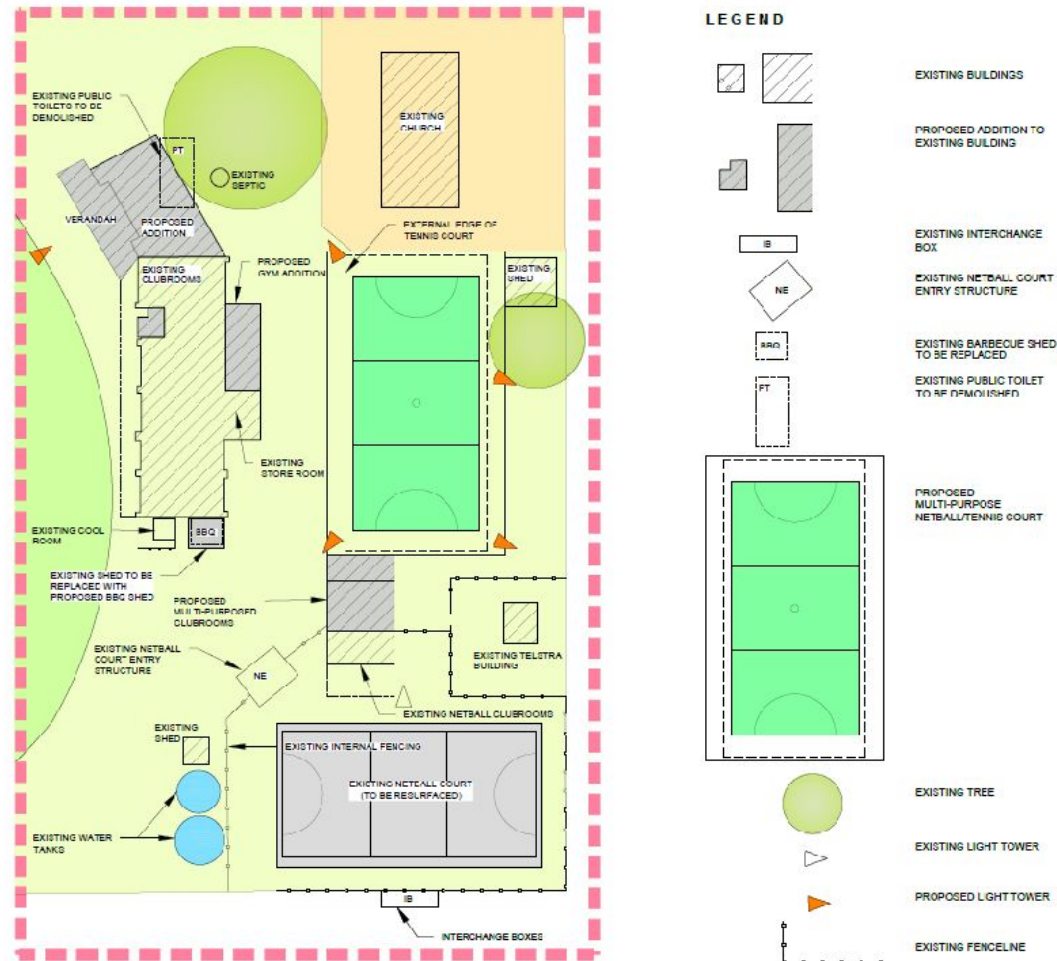 EXISTING PUBLIC
TOILETS TO BE
DEMOLISHED
PT
EXISTING
SEPTIC
VERANDAH
PROPOSED
ADDITION
EXISTING
CHURCH
EXTERNAL EDGE OF
TENNIS COURT
EXISTING
CLUBROOMS
PROPOSED
GYM ADDITION
EXISTING
SHED
EXISTING
STORE ROOM
EXISTING COOL
ROOM
BBQ
EXISTING SHED TO BE
REPLACED WITH
PROPOSED BBQ SHED
PROPOSED
MULTI-PURPOSED
CLUBROOMS
EXISTING NETBALL
COURT ENTRY
STRUCTURE
NE
EXISTING TELSTRA
BUILDING
EXISTING NETBALL CLUBROOMS
EXISTING
SHED
EXISTING INTERNAL FENCING
EXISTING NETBALL COURT
(TO BE RESURFACED)
EXISTING WATER
TANKS
IB
INTERCHANGE BOXES
LEGEND
EXISTING BUILDINGS
PROPOSED ADDITION TO
EXISTING BUILDING
IB
EXISTING INTERCHANGE
BOX
NE
EXISTING NETBALL COURT
ENTRY STRUCTURE
BBQ
EXISTING BARBECUE SHED
TO BE REPLACED
PT
EXISTING PUBLIC TOILET
TO BE DEMOLISHED
PROPOSED
MULTI-PURPOSE
NETBALL/TENNIS COURT
EXISTING TREE
EXISTING LIGHT TOWER
PROPOSED LIGHT TOWER
EXISTING FENCELINE